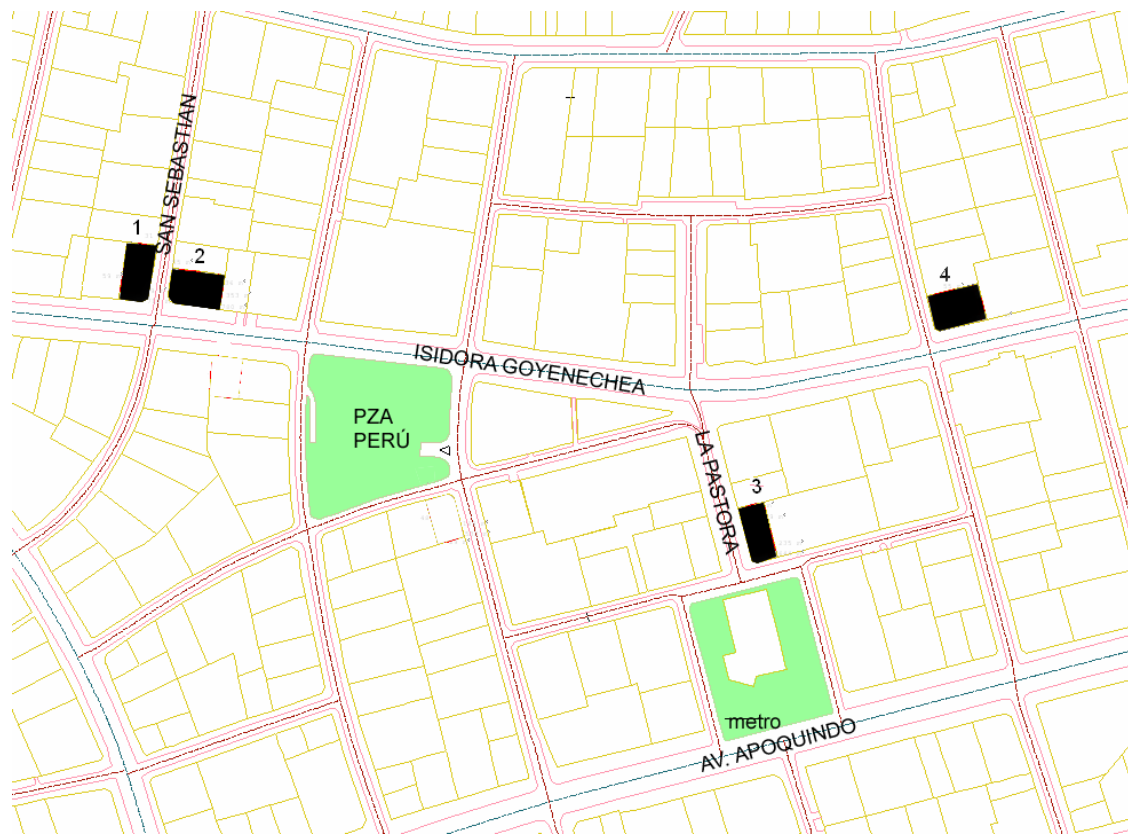 SAN SEBASTIAN
1
2
4
ISIDORA GOYENECHEA
PZA
PERÚ
LA PASTORA
3
metro
AV. APOQUINDO